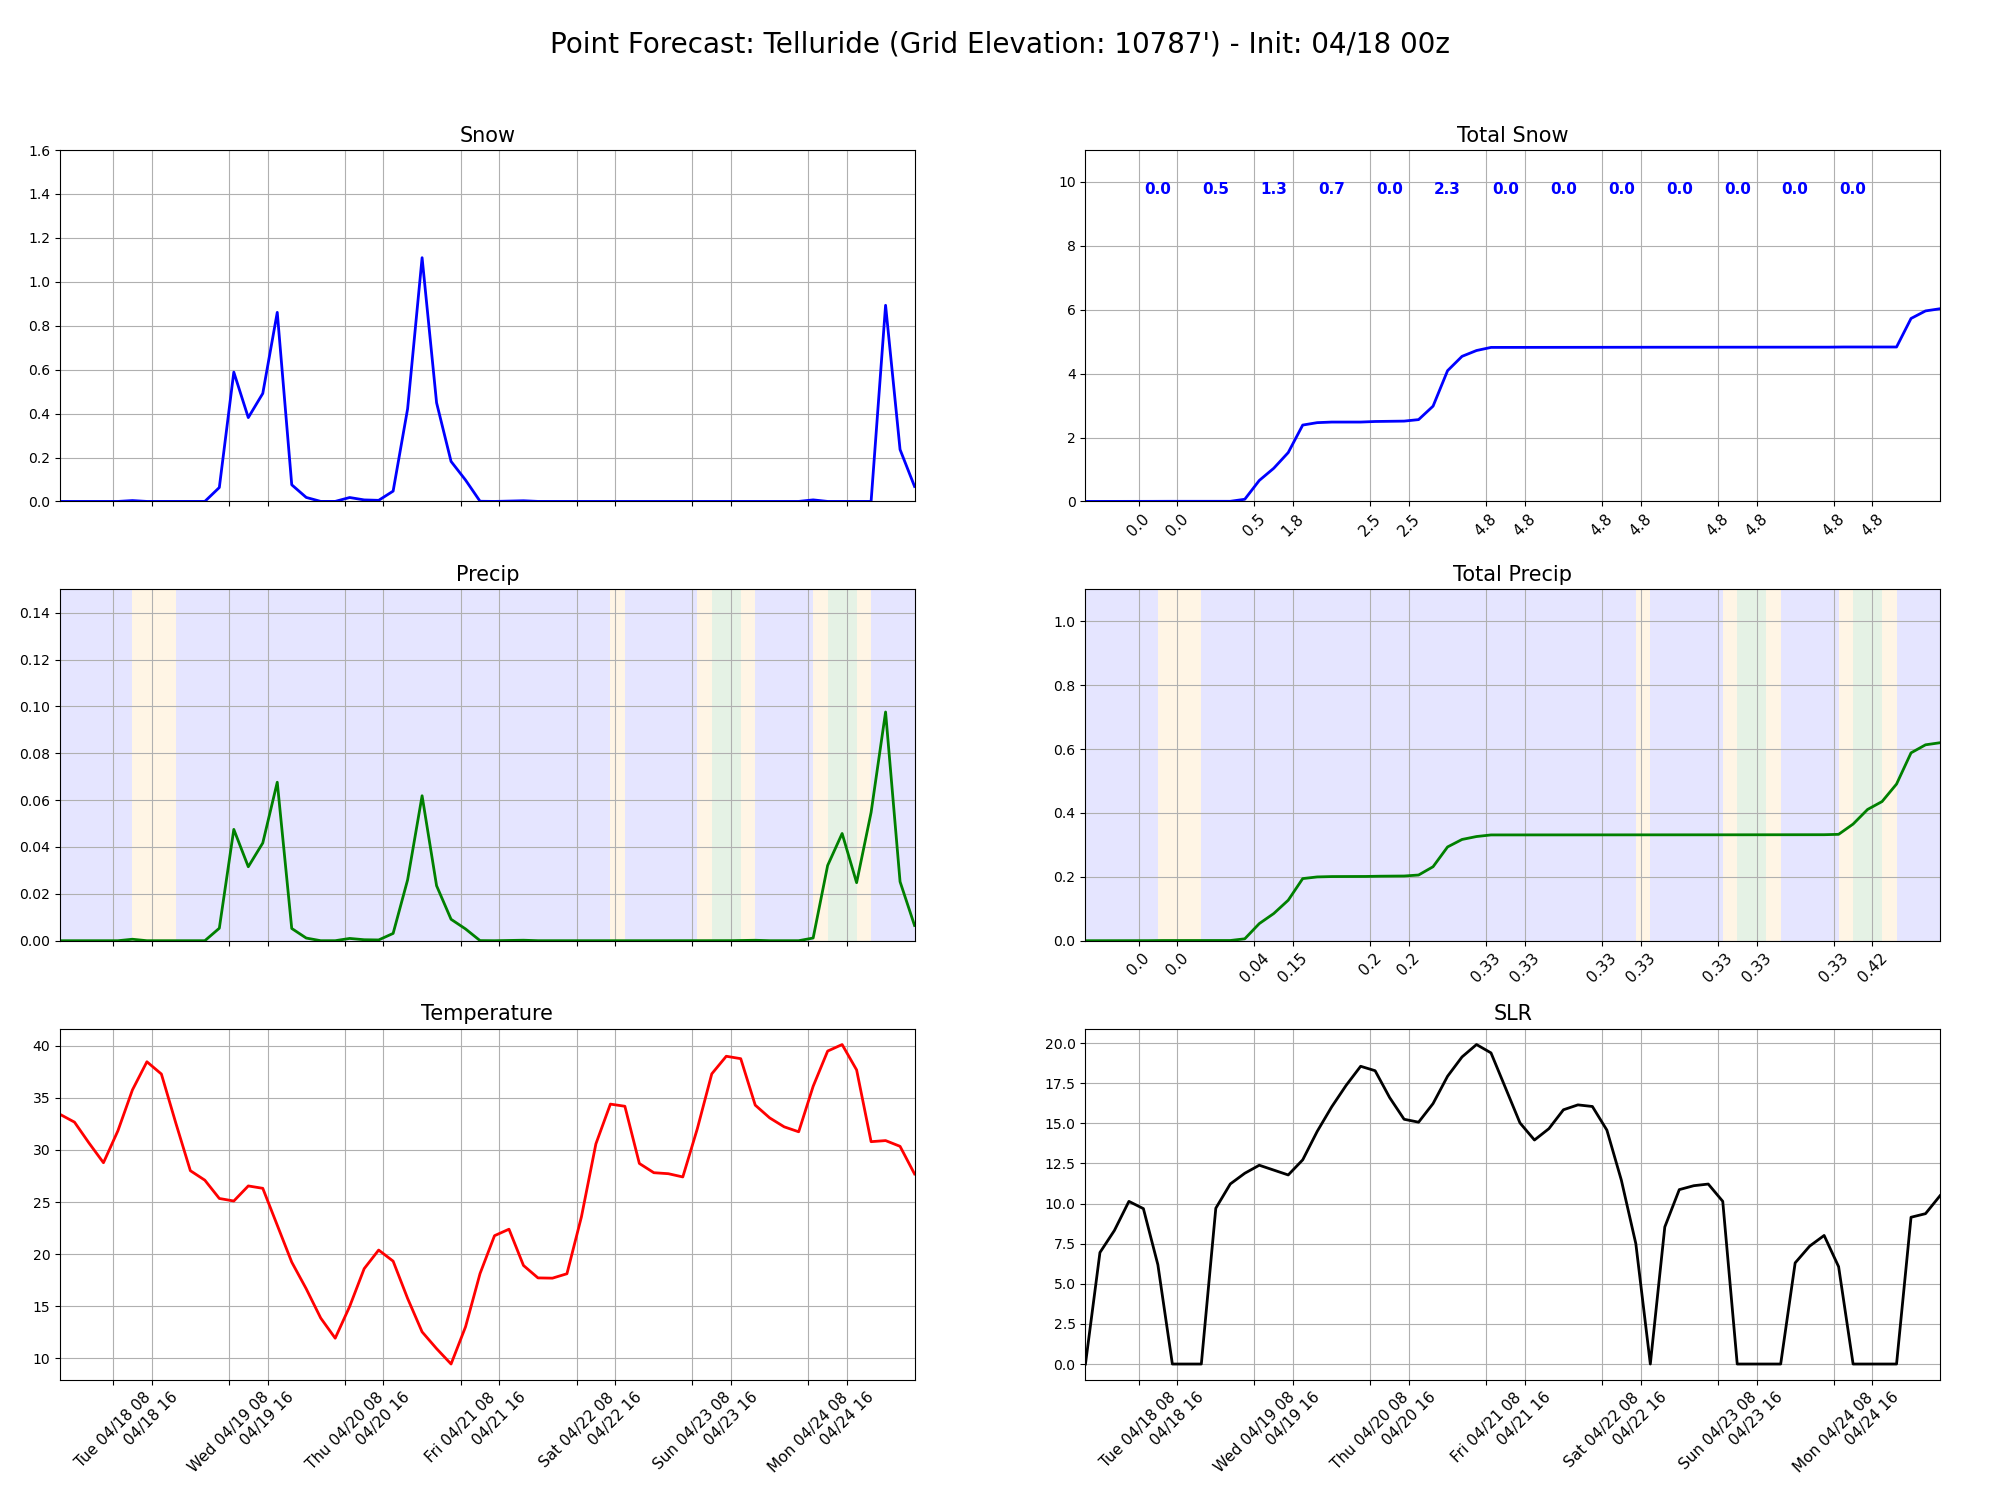 Point Forecast: Telluride (Grid Elevation: 10787') - Init: 04/18 00z
Snow
1.6
1.4
1.2
1.0
0.8
0.6
0.4
0.2
0.0
Total Snow
10
8
6
4
2
0
0.0 0.5 1.3 0.7 0.0 2.3 0.0 0.0 0.0 0.0 0.0 0.0 0.0
0.0 0.0 0.5 1.8 2.5 2.5 4.8 4.8 4.8 4.8 4.8 4.8 4.8 4.8
Precip
0.14
0.12
0.10
0.08
0.06
0.04
0.02
0.00
Total Precip
1.0
0.8
0.6
0.4
0.2
0.0
0.0 0.0 0.04 0.15 0.2 0.2 0.33 0.33 0.33 0.33 0.33 0.33 0.33 0.42
Temperature
40
35
30
25
20
15
10
Tue 04/18 08
04/18 16
Wed 04/19 08
04/19 16
Thu 04/20 08
04/20 16
Fri 04/21 08
04/21 16
Sat 04/22 08
04/22 16
Sun 04/23 08
04/23 16
Mon 04/24 08
04/24 16
SLR
20.0
17.5
15.0
12.5
10.0
7.5
5.0
2.5
0.0
Tue 04/18 08
04/18 16
Wed 04/19 08
04/19 16
Thu 04/20 08
04/20 16
Fri 04/21 08
04/21 16
Sat 04/22 08
04/22 16
Sun 04/23 08
04/23 16
Mon 04/24 08
04/24 16